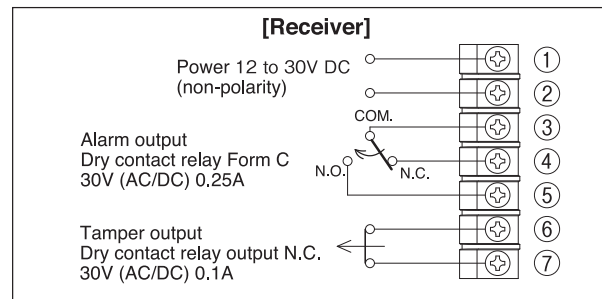 [Receiver]
Power 12 to 30V DC
(non-polarity)
①
②
COM.
③
Alarm output
Dry contact relay Form C
30V (AC/DC) 0.25A
N.O.
N.C.
④
⑤
Tamper output
Dry contact relay output N.C.
30V (AC/DC) 0.1A
⑥
⑦